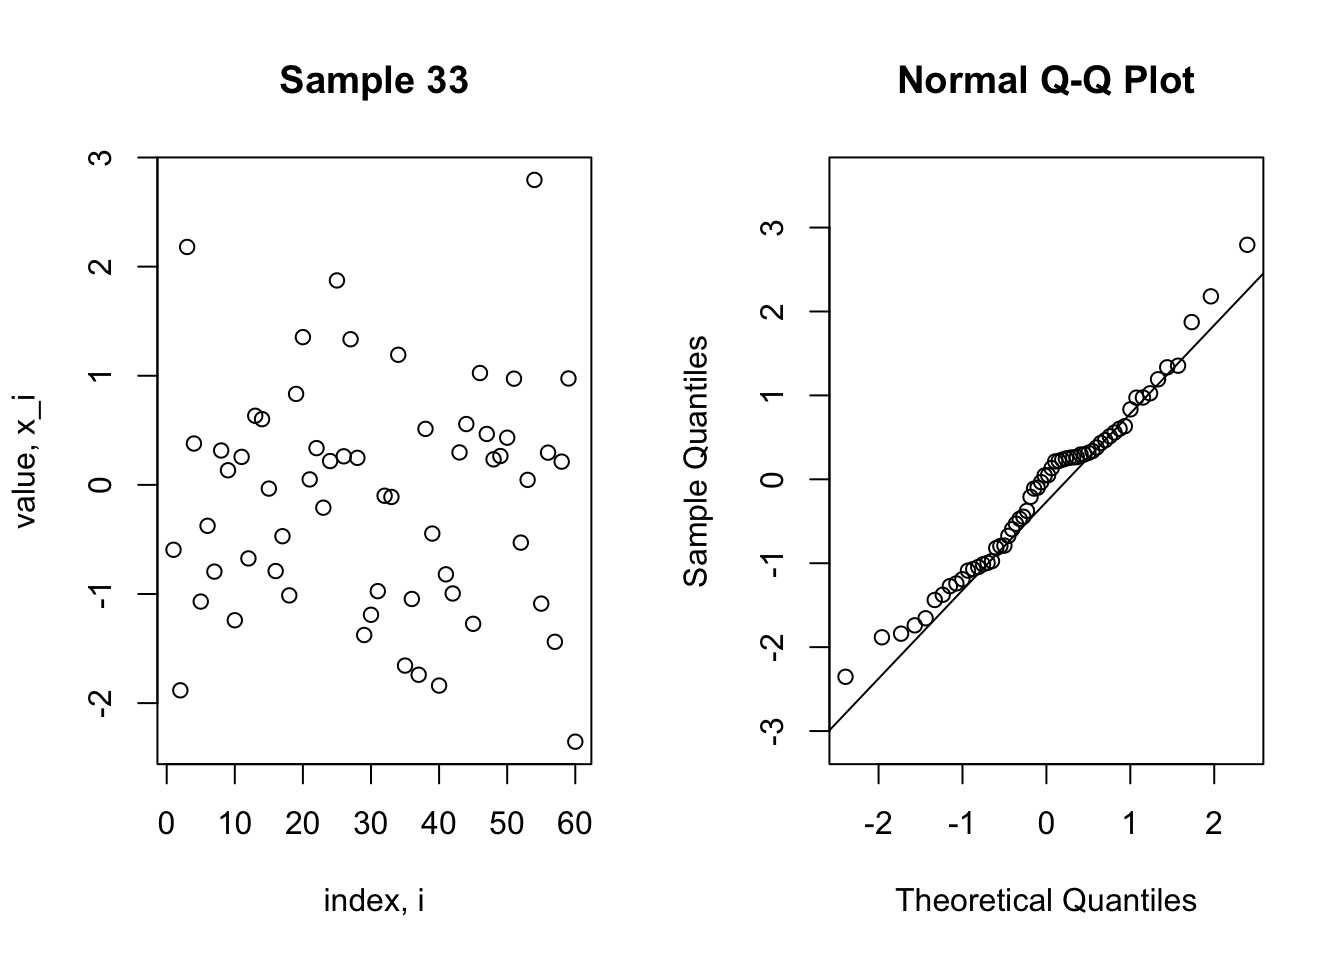 Sample 33
value, x_i
3
2
1
0
-1
-2
0 10 20 30 40 50 60
index, i
Normal Q-Q Plot
Sample Quantiles
3
2
1
0
-1
-2
-3
-2 -1 0 1 2
Theoretical Quantiles